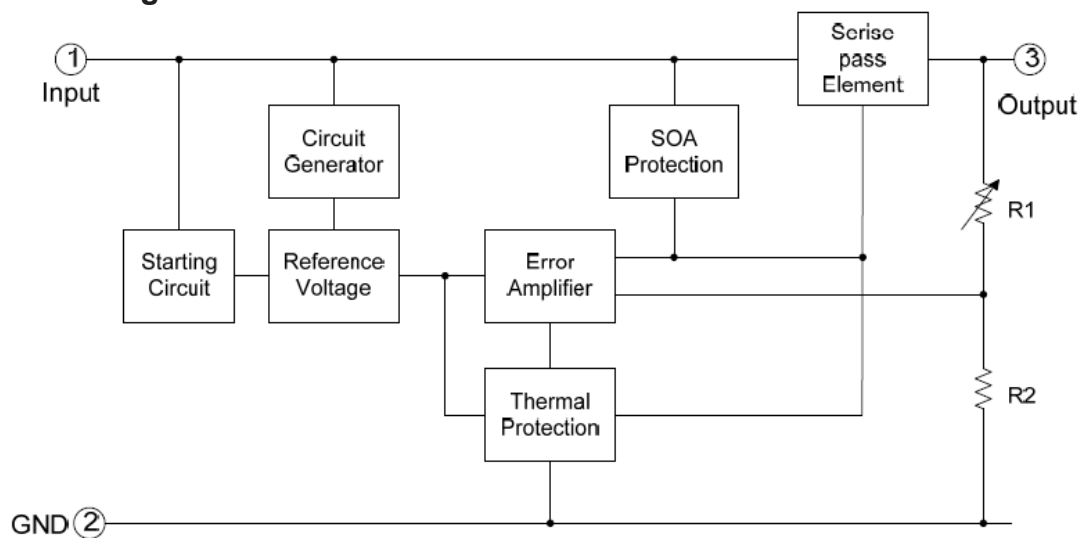 1
Input
Serise
pass
Element
3
Output
Circuit
Generator
SOA
Protection
R1
Starting
Circuit
Reference
Voltage
Error
Amplifier
Thermal
Protection
R2
GND 2